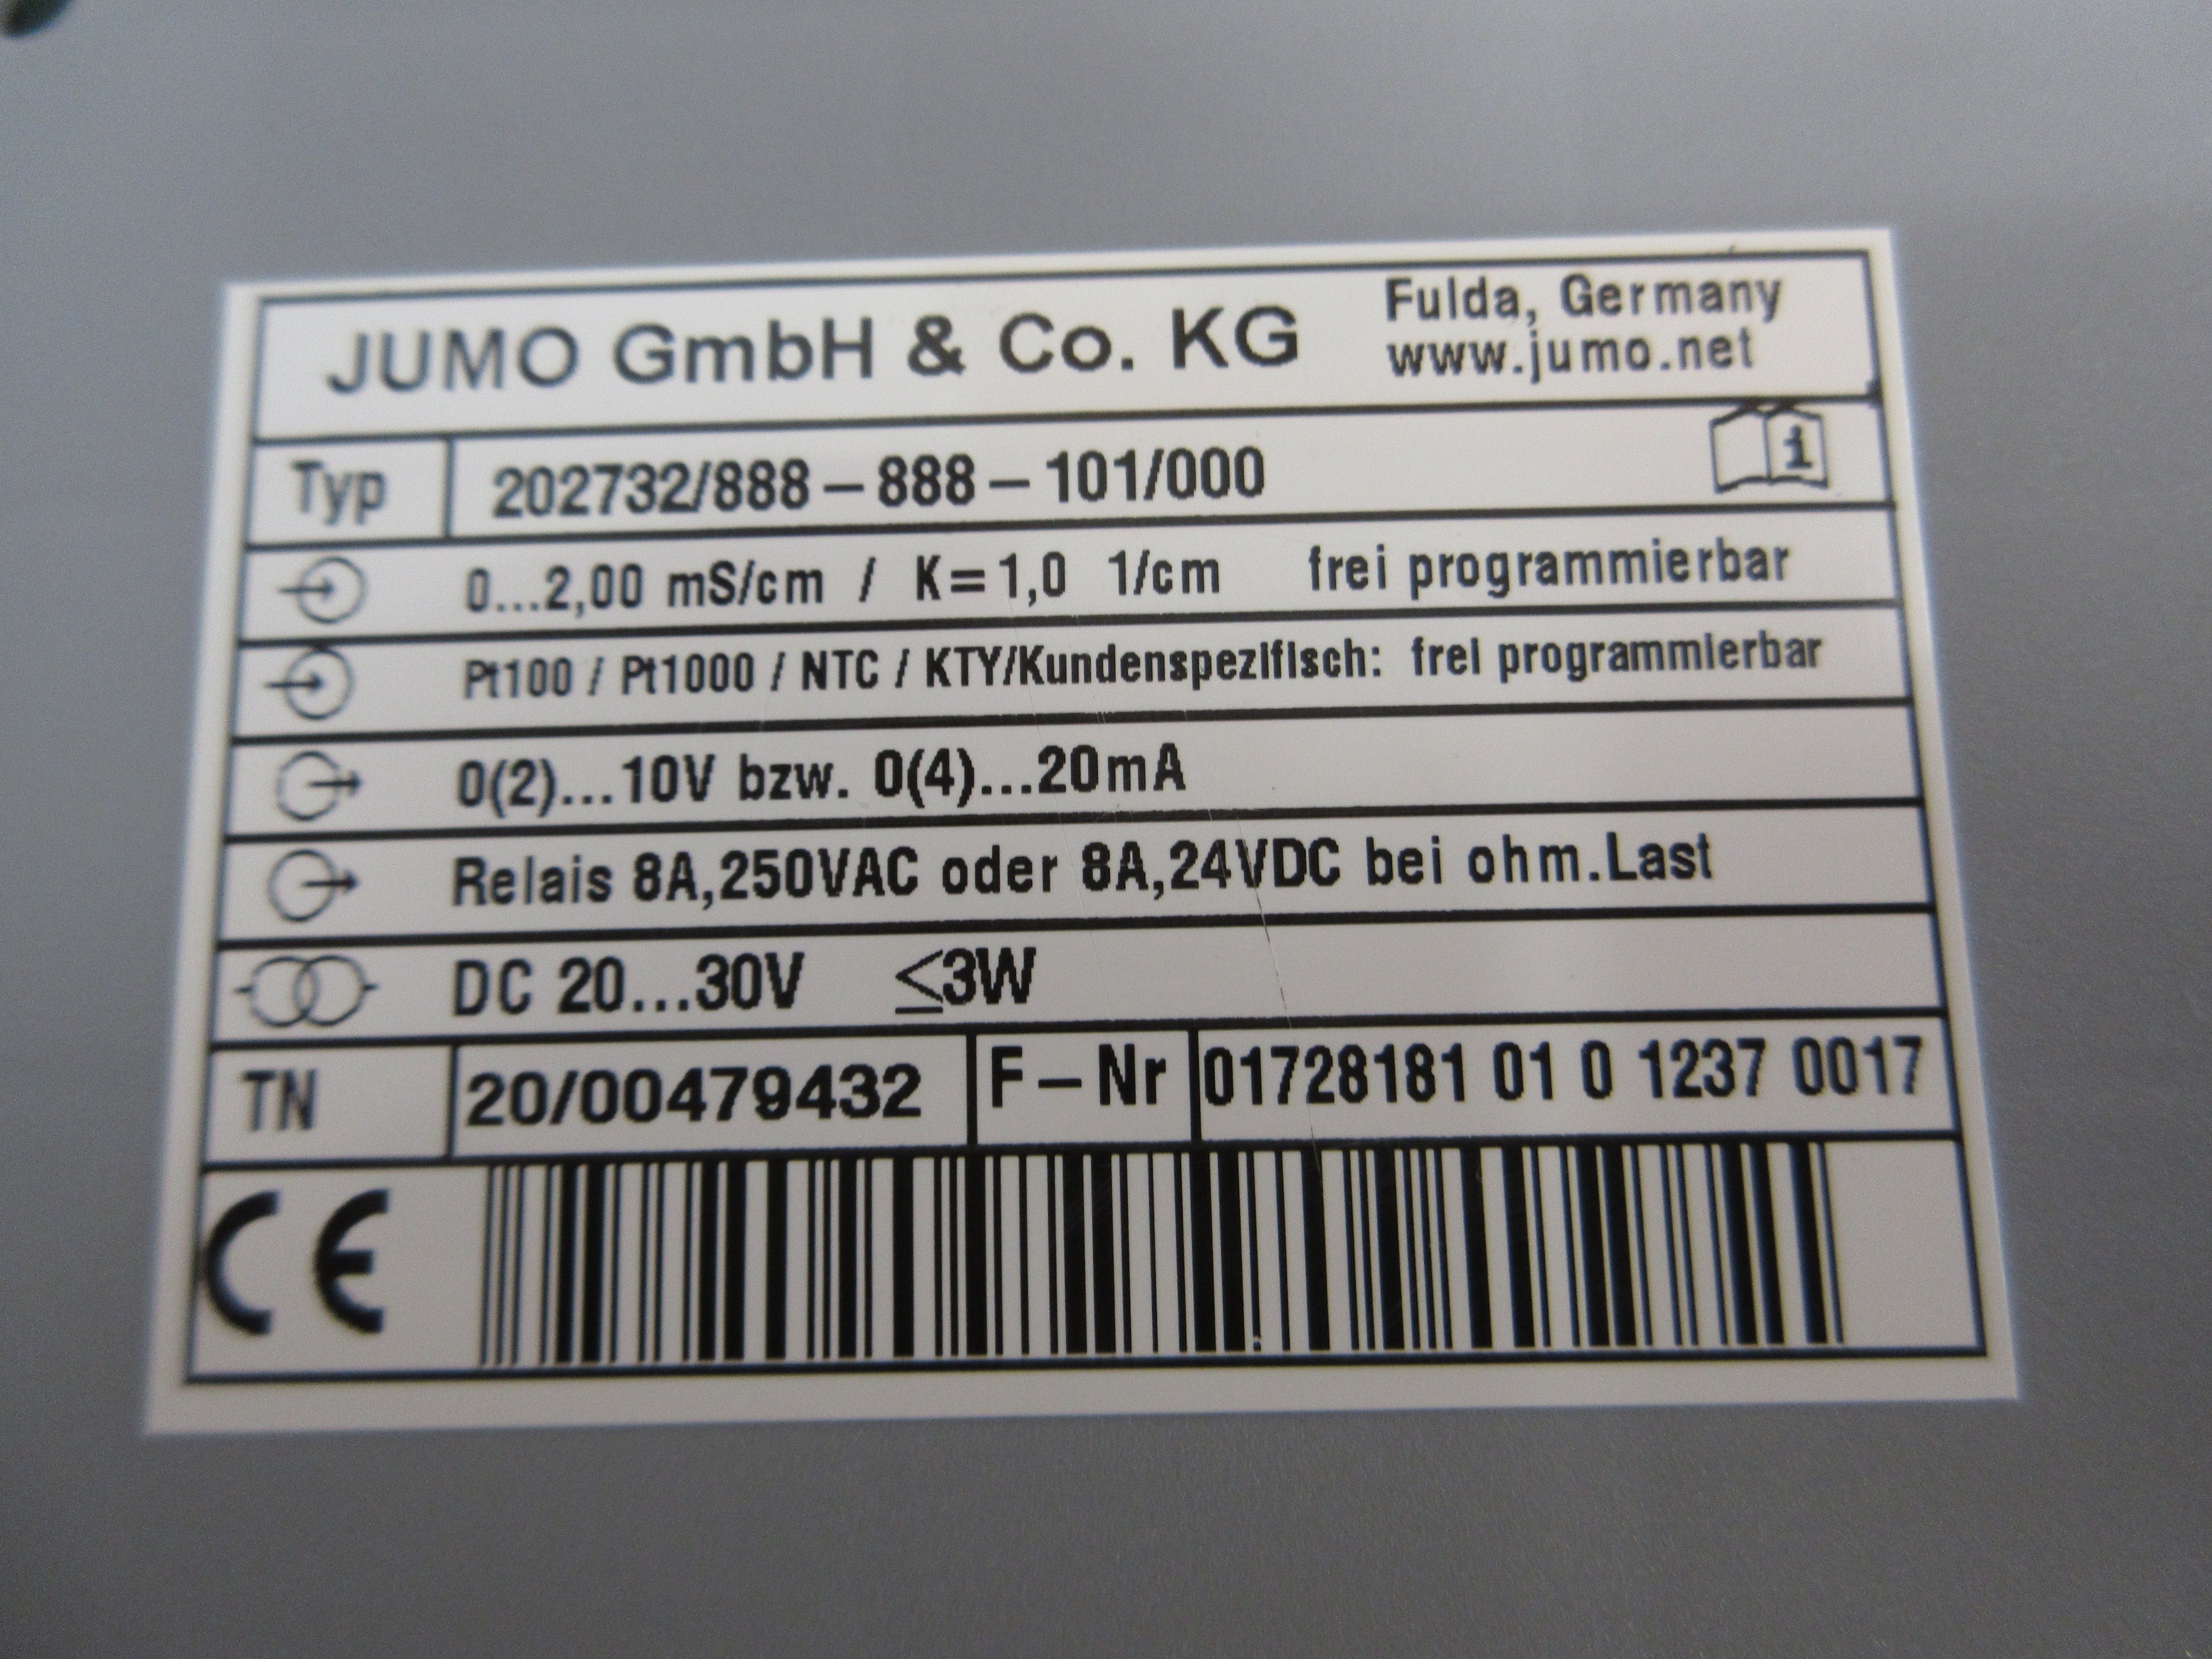 JUMO GmbH & Co. KG
Fulda, Germany
www.jumo.net
Typ 202732/888-888-101/000 i
0...2,00 mS/cm / K=1,0 1/cm frei programmierbar
Pt100 / Pt1000 / NTC / KTY/Kundenspezifisch: frei programmierbar
0(2)...10V bzw. 0(4)...20mA
Relais 8A,250VAC oder 8A,24VDC bei ohm.Last
DC 20...30V ≤3W
TN 20/00479432 F-Nr 01728181 01 0 1237 0017
CE